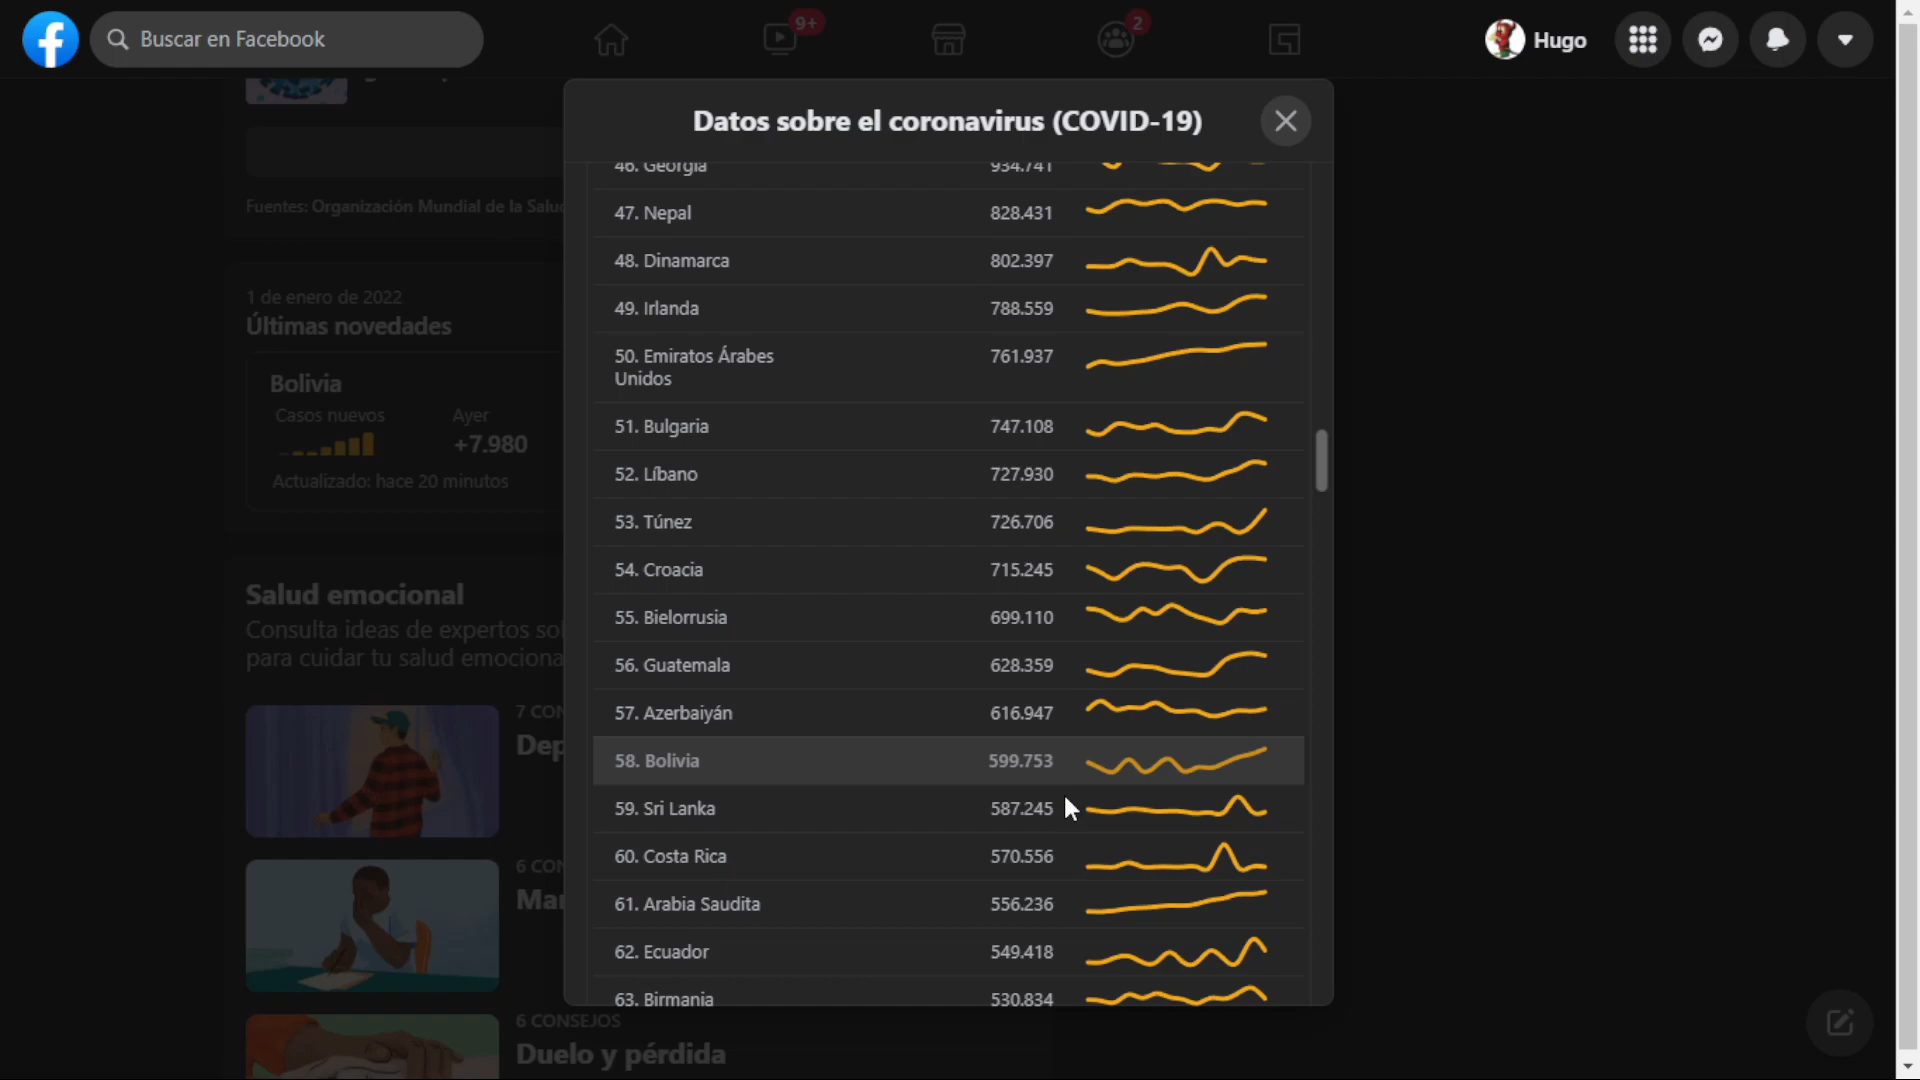 Buscar en Facebook
9+
2
Hugo
Datos sobre el coronavirus (COVID-19)
46. Georgia 934.741
47. Nepal 828.431
48. Dinamarca 802.397
49. Irlanda 788.559
50. Emiratos Árabes
Unidos 761.937
51. Bulgaria 747.108
52. Líbano 727.930
53. Túnez 726.706
54. Croacia 715.245
55. Bielorrusia 699.110
56. Guatemala 628.359
57. Azerbaiyán 616.947
58. Bolivia 599.753
59. Sri Lanka 587.245
60. Costa Rica 570.556
61. Arabia Saudita 556.236
62. Ecuador 549.418
63. Birmania 530.834
Fuentes: Organización Mundial de la
1 de enero de 2022
Últimas novedades
Bolivia
Casos nuevos Ayer
+7.980
Actualizado: hace 20 minutos
Salud emocional
Consulta ideas de expertos
para cuidar tu salud
7
6
6 CONSEJOS
Duelo y pérdida